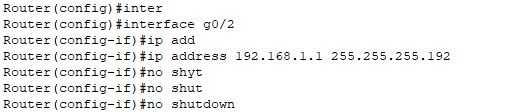 Router(config)#inter
Router(config)#interface g0/2
Router(config-if)#ip add
Router(config-if)#ip address 192.168.1.1 255.255.255.192
Router(config-if)#no shyt
Router(config-if)#no shut
Router(config-if)#no shutdown